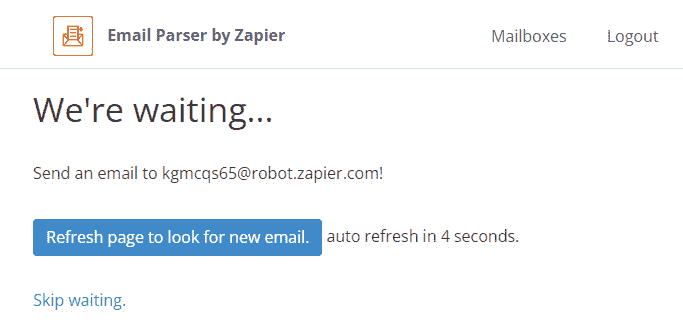 Email Parser by Zapier Mailboxes Logout
We're waiting...
Send an email to kgmcqs65@robot.zapier.com!
Refresh page to look for new email. auto refresh in 4 seconds.
Skip waiting.